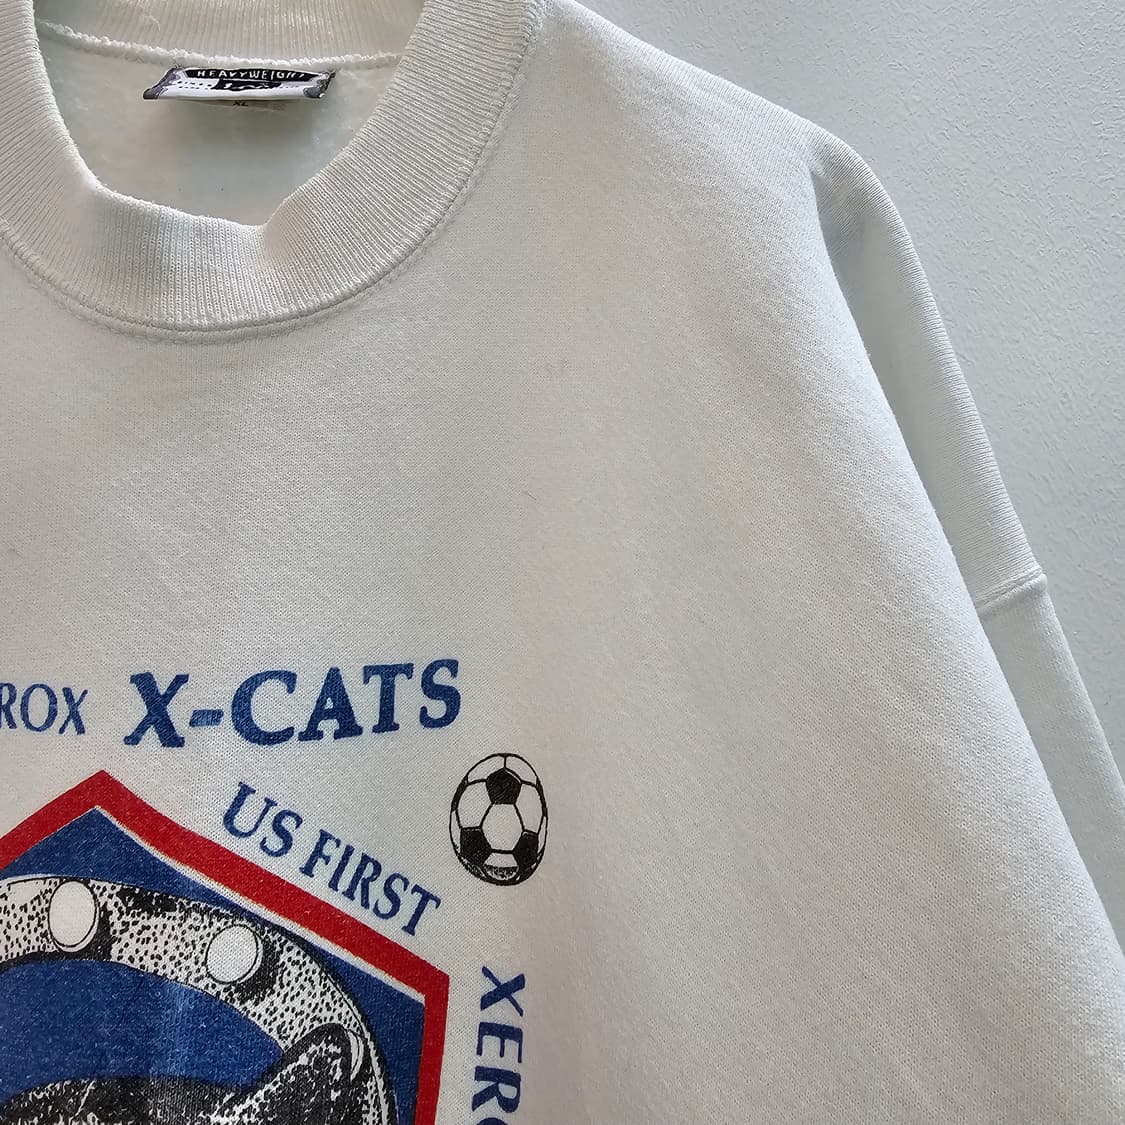 HEAVYWEIGHT
XL
ROX X-CATS
US FIRST
XERO